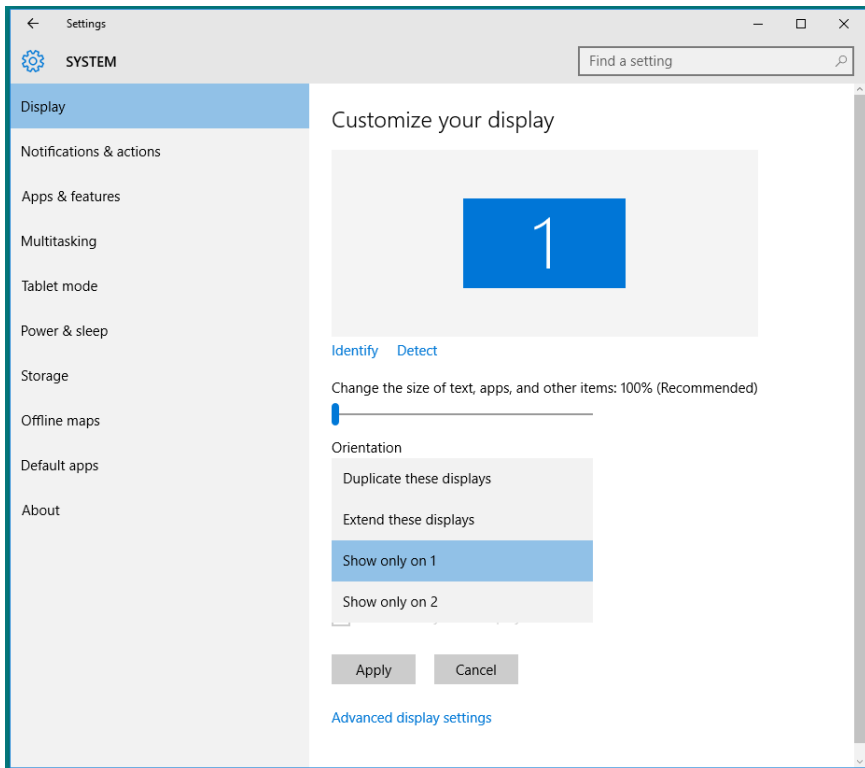 Settings
SYSTEM
Find a setting
Display
Notifications & actions
Apps & features
Multitasking
Tablet mode
Power & sleep
Storage
Offline maps
Default apps
About
Customize your display
1
Identify Detect
Change the size of text, apps, and other items: 100% (Recommended)
Orientation
Duplicate these displays
Extend these displays
Show only on 1
Show only on 2
Apply Cancel
Advanced display settings